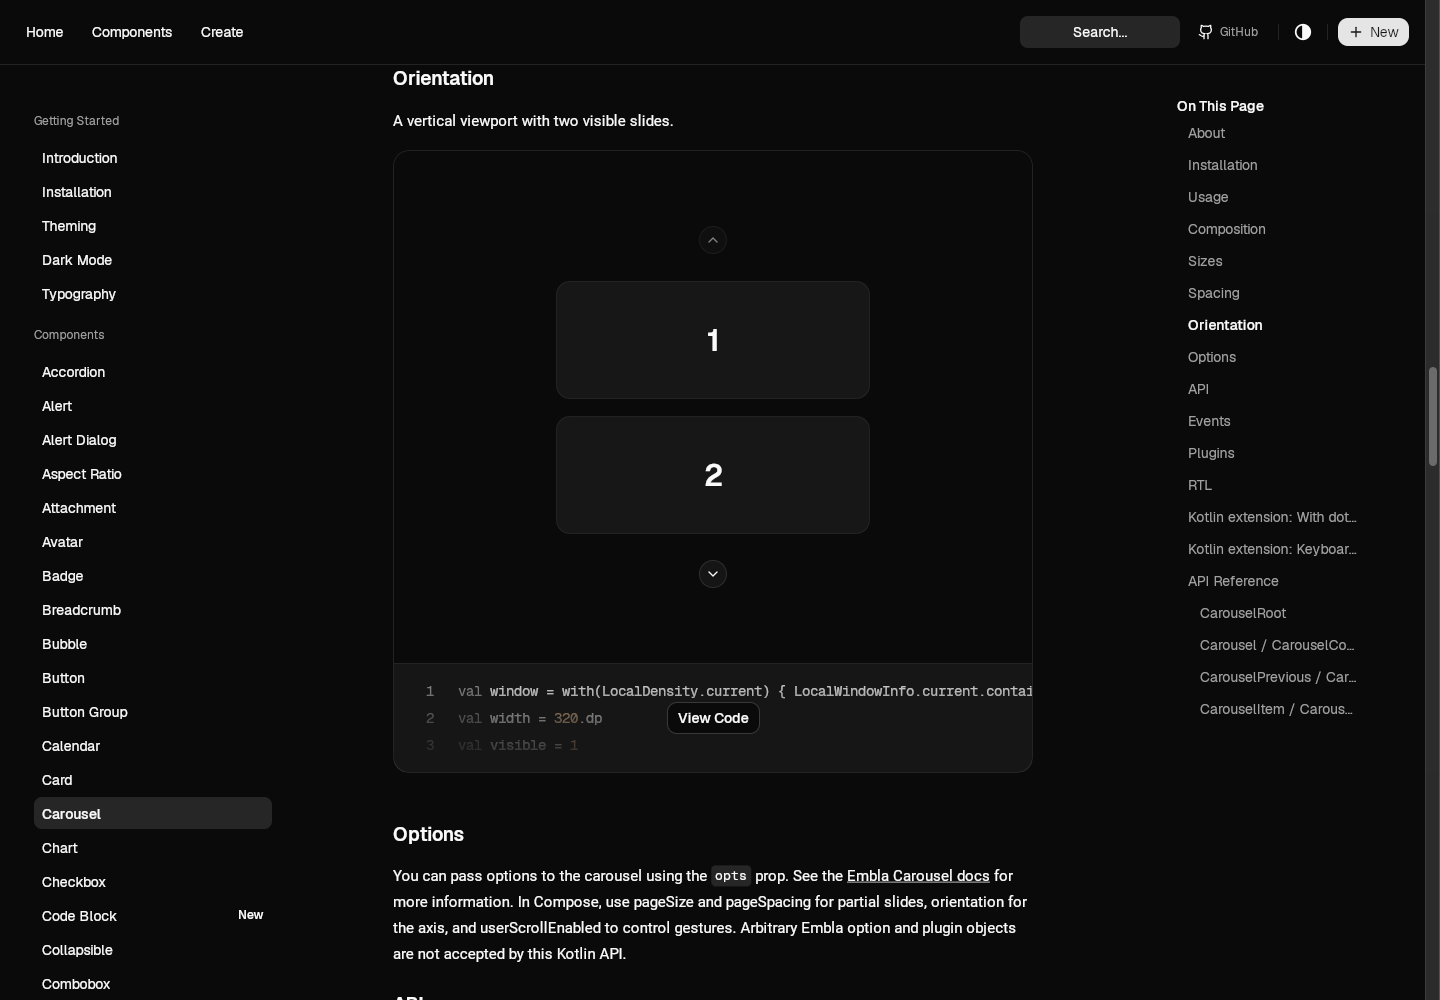 Home
Components
Create
Search...
GitHub
New
Getting Started
Introduction
Installation
Theming
Dark Mode
Typography
Components
Accordion
Alert
Alert Dialog
Aspect Ratio
Attachment
Avatar
Badge
Breadcrumb
Bubble
Button
Button Group
Calendar
Card
Carousel
Chart
Checkbox
Code Block New
Collapsible
Combobox
Orientation
A vertical viewport with two visible slides.
1
2
1 val window = with(LocalDensity.current) { LocalWindowInfo.current.contai
2 val width = 320.dp
View Code
3 val visible = 1
Options
You can pass options to the carousel using the opts prop. See the Embla Carousel docs for
more information. In Compose, use pageSize and pageSpacing for partial slides, orientation for
the axis, and userScrollEnabled to control gestures. Arbitrary Embla option and plugin objects
are not accepted by this Kotlin API.
API
On This Page
About
Installation
Usage
Composition
Sizes
Spacing
Orientation
Options
API
Events
Plugins
RTL
Kotlin extension: With dot...
Kotlin extension: Keyboar...
API Reference
CarouselRoot
Carousel / CarouselCo...
CarouselPrevious / Car...
CarouselItem / Carous...